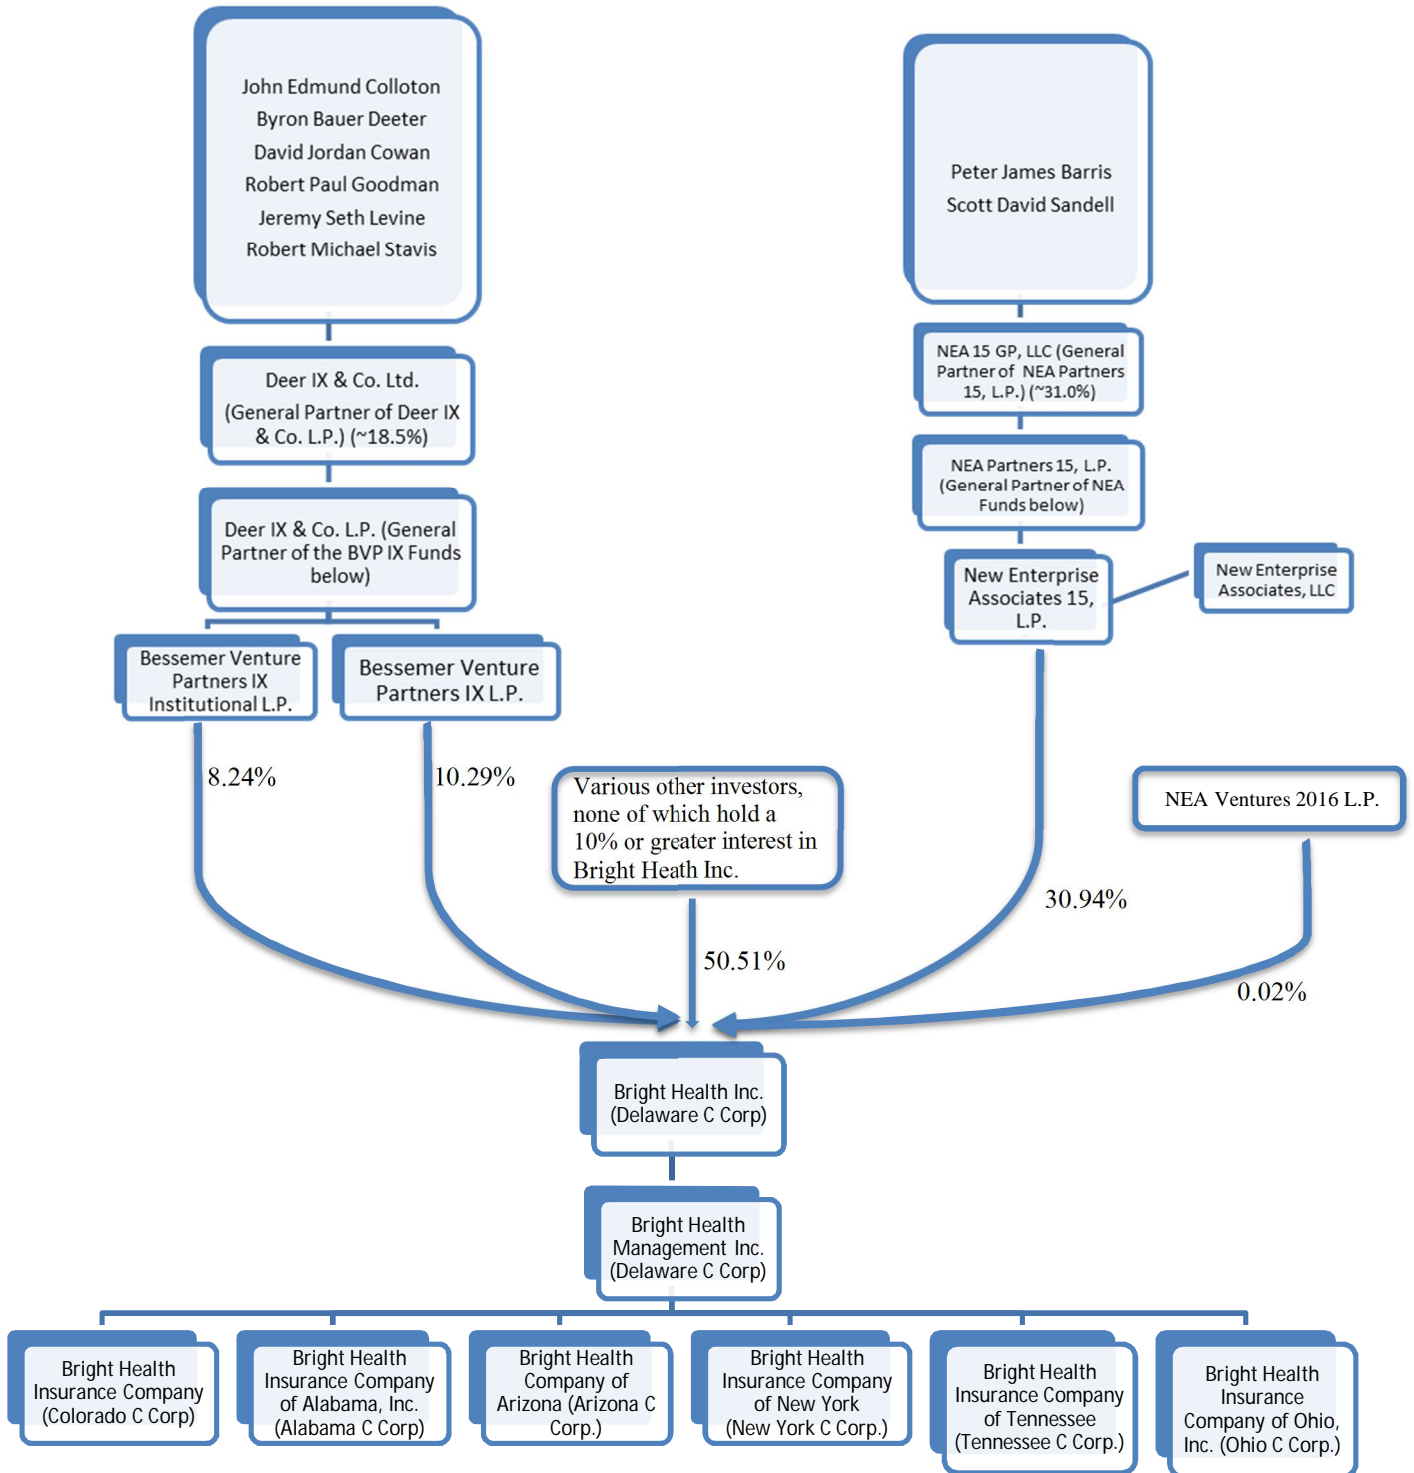 John Edmund Colloton
Byron Bauer Deeter
David Jordan Cowan
Robert Paul Goodman
Jeremy Seth Levine
Robert Michael Stavis
Peter James Barris
Scott David Sandell
Deer IX & Co. Ltd.
(General Partner of Deer IX
& Co. L.P.) (~18.5%)
NEA 15 GP, LLC (General
Partner of NEA Partners
15, L.P.) (~31.0%)
Deer IX & Co. L.P. (General
Partner of the BVP IX Funds
below)
NEA Partners 15, L.P.
(General Partner of NEA
Funds below)
New Enterprise
Associates 15,
L.P.
New Enterprise
Associates, LLC
Bessemer Venture
Partners IX
Institutional L.P.
Bessemer Venture
Partners IX L.P.
8.24%
10.29%
Various other investors,
none of which hold a
10% or greater interest in
Bright Heath Inc.
NEA Ventures 2016 L.P.
30.94%
50.51%
0.02%
Bright Health Inc.
(Delaware C Corp)
Bright Health
Management Inc.
(Delaware C Corp)
Bright Health
Insurance Company
(Colorado C Corp)
Bright Health
Insurance Company
of Alabama, Inc.
(Alabama C Corp)
Bright Health
Company of
Arizona (Arizona C
Corp.)
Bright Health
Insurance Company
of New York
(New York C Corp.)
Bright Health
Insurance Company
of Tennessee
(Tennessee C Corp.)
Bright Health
Insurance
Company of Ohio,
Inc. (Ohio C Corp.)